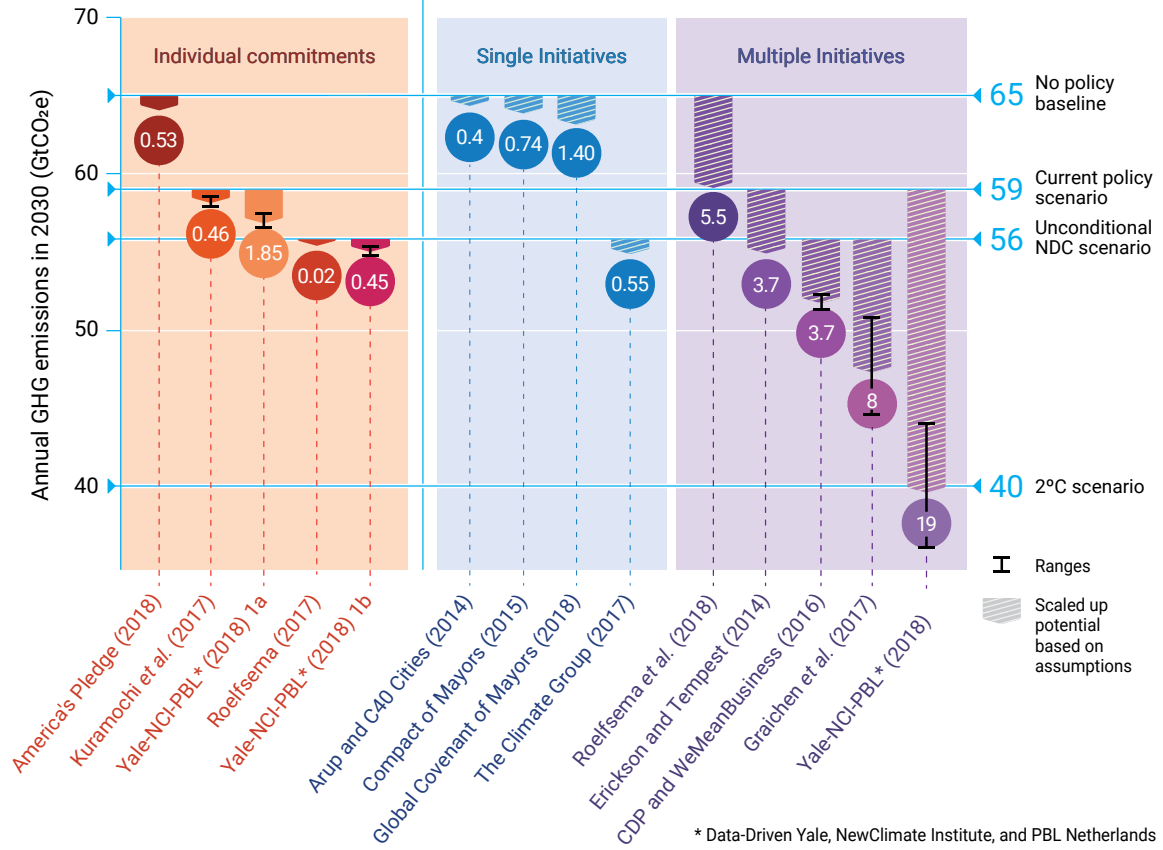 Annual GHG emissions in 2030 (GtCO₂e)
70
60
50
40
Individual commitments
Single Initiatives
Multiple Initiatives
0.53
0.46
1.85
0.02
0.45
0.4
0.74
1.40
0.55
5.5
3.7
3.7
8
19
65 No policy
baseline
59 Current policy
scenario
56 Unconditional
NDC scenario
40 2ºC scenario
Ranges
Scaled up
potential
based on
assumptions
America's Pledge (2018)
Kuramochi et al. (2017)
Yale-NCI-PBL* (2018) 1a
Roelfsema (2017)
Yale-NCI-PBL* (2018) 1b
Arup and C40 Cities (2014)
Compact of Mayors (2015)
Global Covenant of Mayors (2018)
The Climate Group (2017)
Roelfsema et al. (2018)
Erickson and Tempest (2014)
CDP and WeMeanBusiness (2016)
Graichen et al. (2017)
Yale-NCI-PBL* (2018)
* Data-Driven Yale, NewClimate Institute, and PBL Netherlands